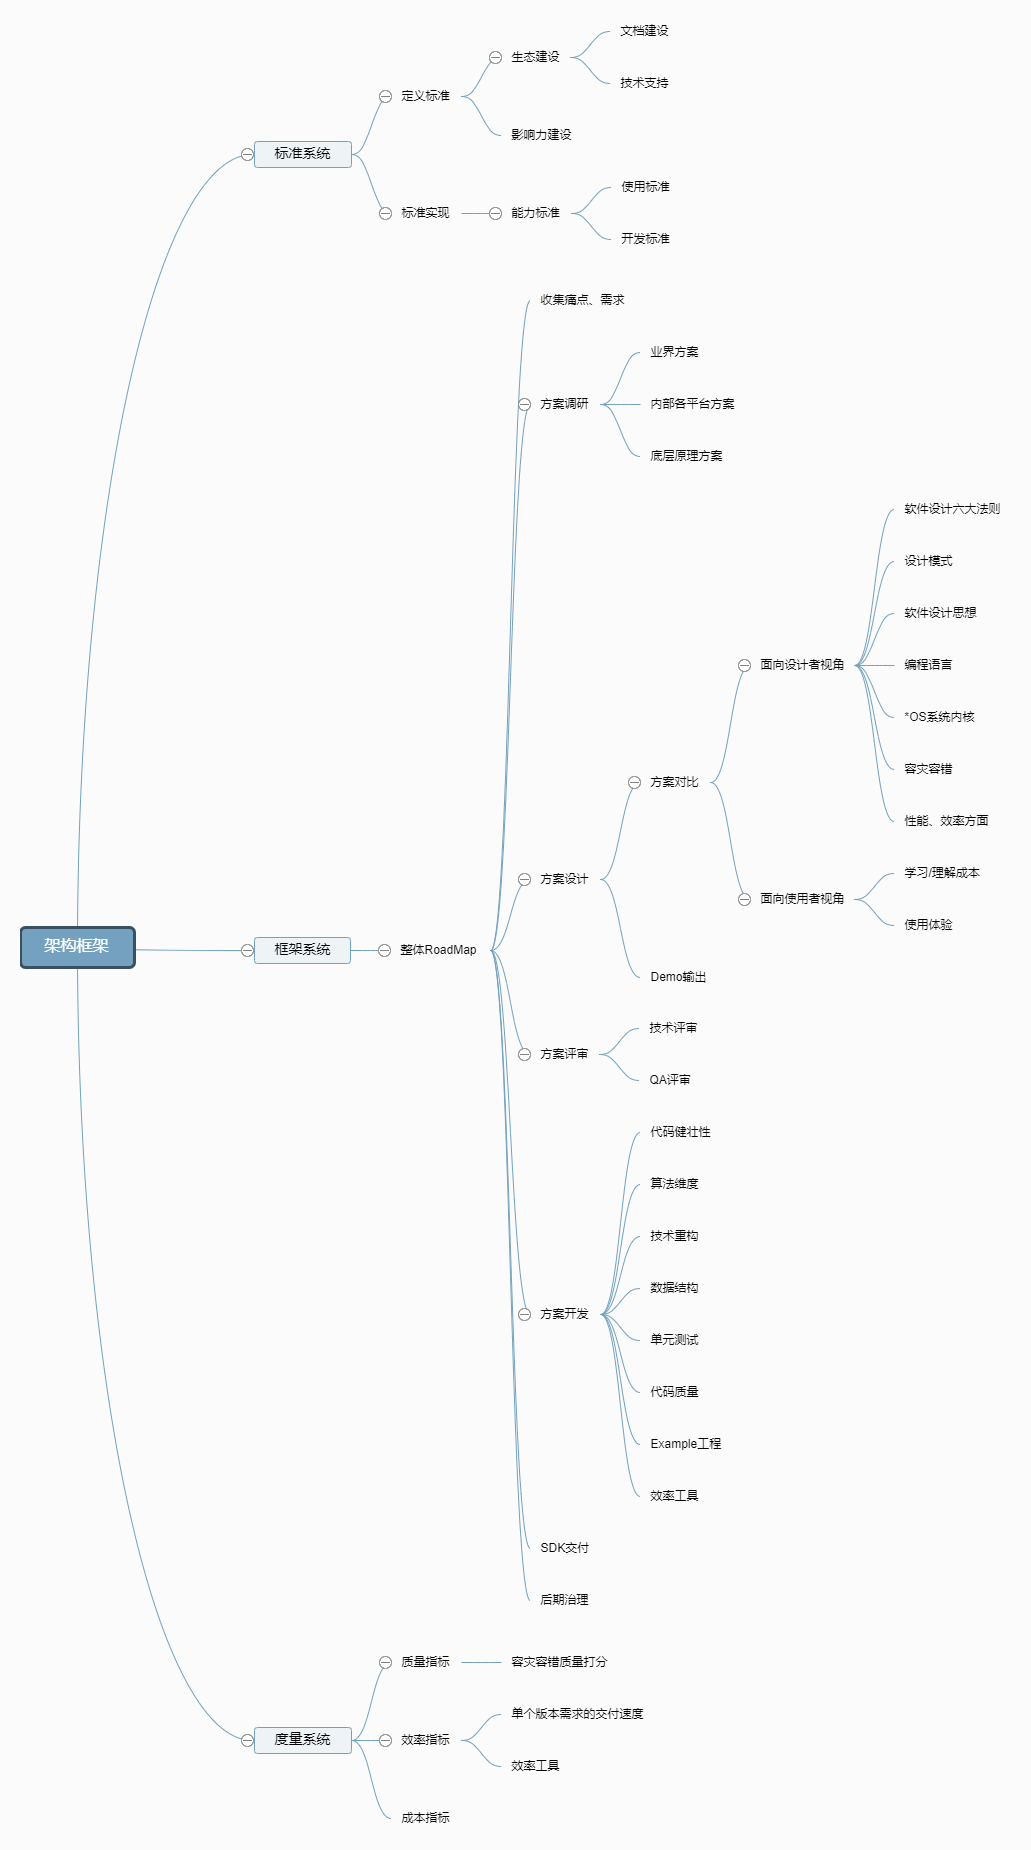 文档建设
生态建设
技术支持
定义标准
影响力建设
标准系统
使用标准
标准实现
能力标准
开发标准
收集痛点、需求
业界方案
方案调研
内部各平台方案
底层原理方案
软件设计六大法则
设计模式
软件设计思想
面向设计者视角
编程语言
*OS系统内核
容灾容错
方案对比
性能、效率方面
方案设计
学习/理解成本
面向使用者视角
使用体验
架构框架
框架系统
整体RoadMap
Demo输出
技术评审
方案评审
QA评审
代码健壮性
算法维度
技术重构
数据结构
方案开发
单元测试
代码质量
Example工程
效率工具
SDK交付
后期治理
质量指标
容灾容错质量打分
单个版本需求的交付速度
度量系统
效率指标
效率工具
成本指标